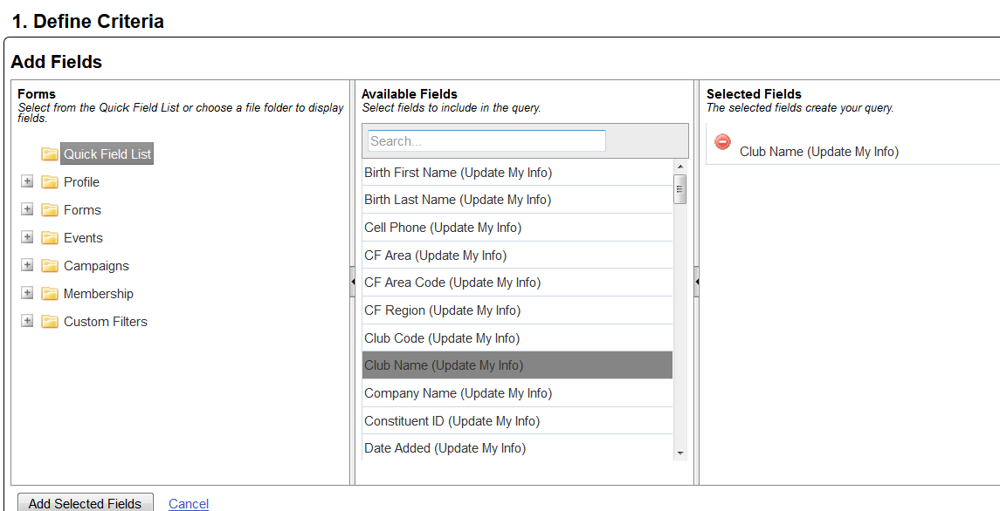 1. Define Criteria
Add Fields
Forms
Select from the Quick Field List or choose a file folder to display
fields.
Quick Field List
Profile
Forms
Events
Campaigns
Membership
Custom Filters
Available Fields
Select fields to include in the query.
Search...
Birth First Name (Update My Info)
Birth Last Name (Update My Info)
Cell Phone (Update My Info)
CF Area (Update My Info)
CF Area Code (Update My Info)
CF Region (Update My Info)
Club Code (Update My Info)
Club Name (Update My Info)
Company Name (Update My Info)
Constituent ID (Update My Info)
Date Added (Update My Info)
Selected Fields
The selected fields create your query.
Club Name (Update My Info)
Add Selected Fields
Cancel